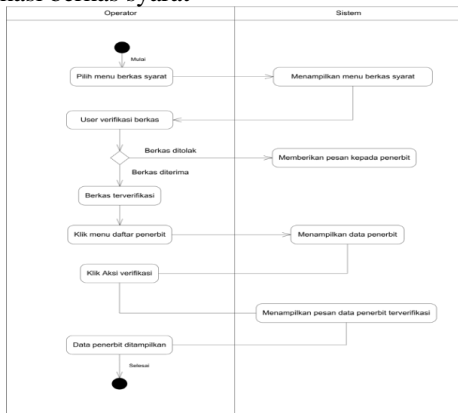 berkas syarat
Operator
Sistem
Mulai
Pilih menu berkas syarat
Menampilkan menu berkas syarat
User verifikasi berkas
Berkas ditolak
Memberikan pesan kepada penerbit
Berkas diterima
Berkas terverifikasi
Klik menu daftar penerbit
Menampilkan data penerbit
Klik Aksi verifikasi
Menampilkan pesan data penerbit terverifikasi
Data penerbit ditampilkan
Selesai